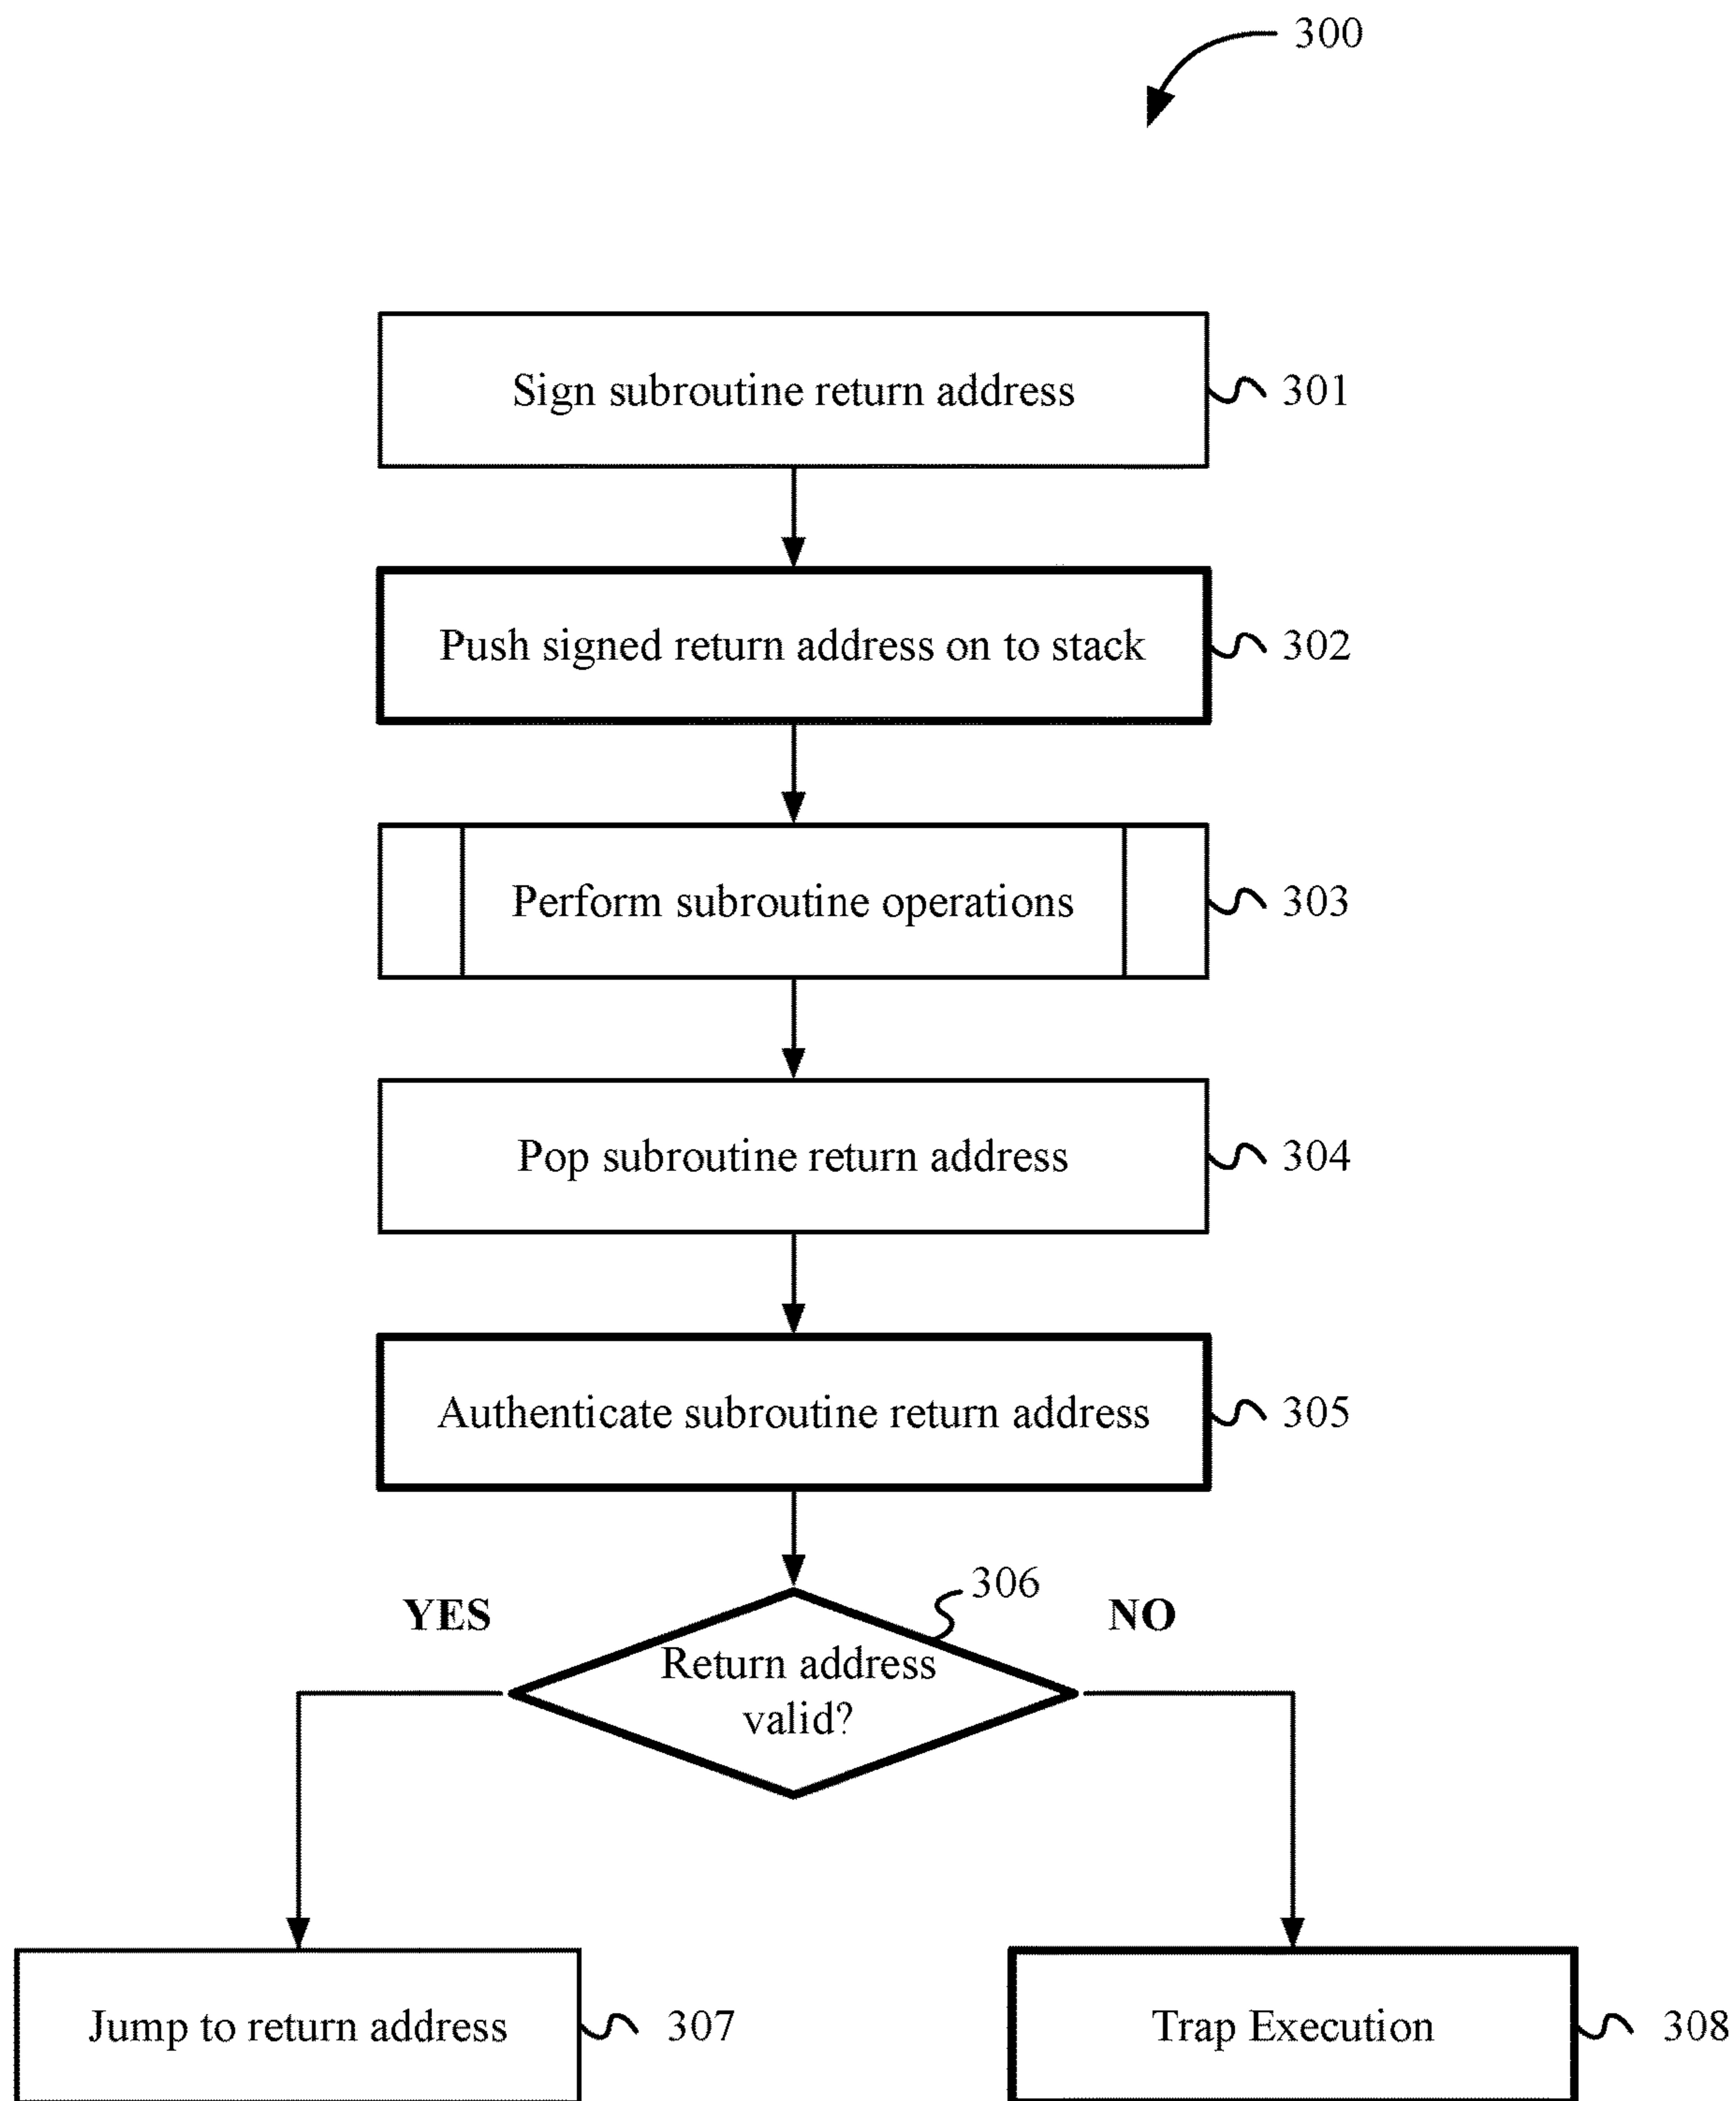 300
Sign subroutine return address
301
Push signed return address on to stack
302
Perform subroutine operations
303
Pop subroutine return address
304
Authenticate subroutine return address
305
306
YES
NO
Return address
valid?
Jump to return address
307
Trap Execution
308